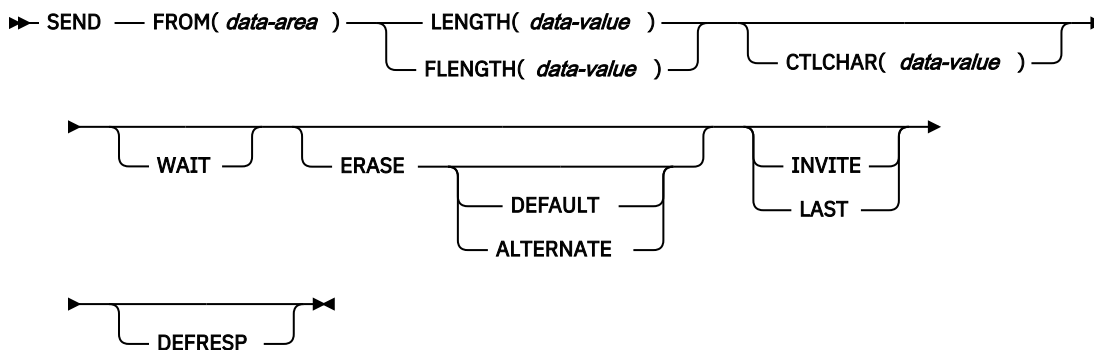 SEND FROM( data-area ) LENGTH( data-value )
FLENGTH( data-value ) CTLCHAR( data-value )
WAIT ERASE INVITE
DEFAULT LAST
ALTERNATE
DEFRESP